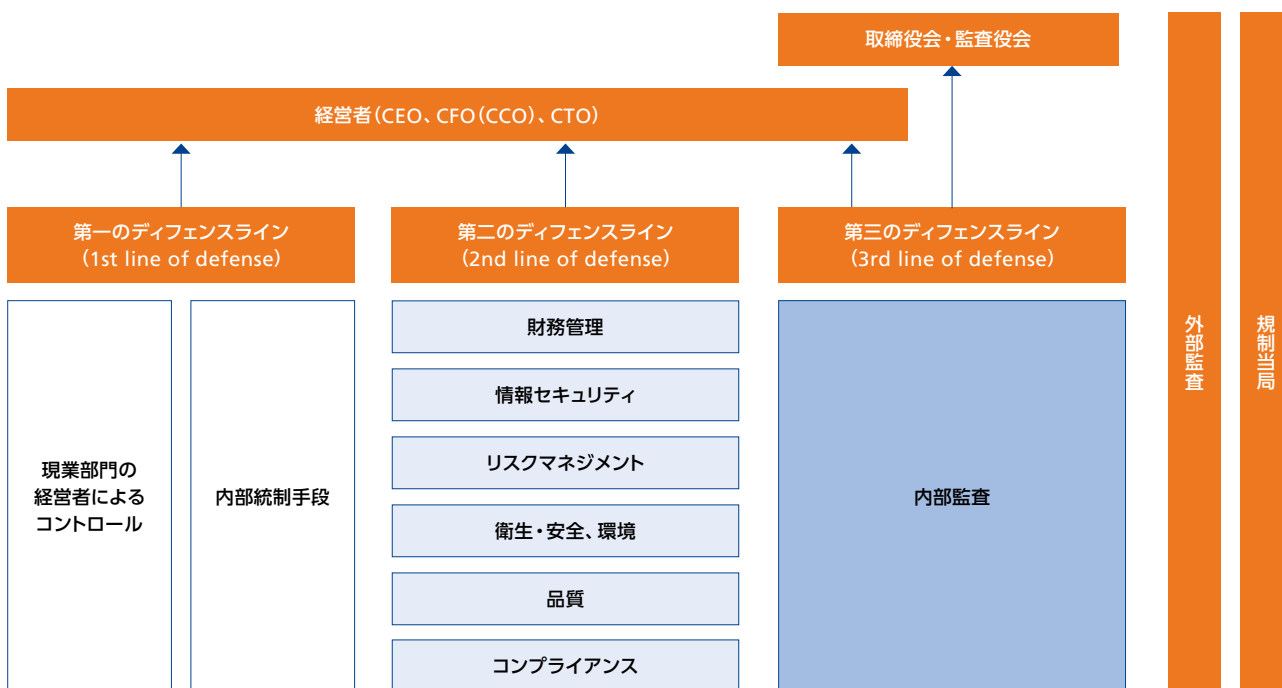 取締役会・監査役会
経営者(CEO、CFO(CCO)、CTO)
第一のディフェンスライン
(1st line of defense)
第二のディフェンスライン
(2nd line of defense)
第三のディフェンスライン
(3rd line of defense)
現業部門の
経営者による
コントロール
内部統制手段
財務管理
情報セキュリティ
リスクマネジメント
衛生・安全、環境
品質
コンプライアンス
内部監査
外部監査
規制当局